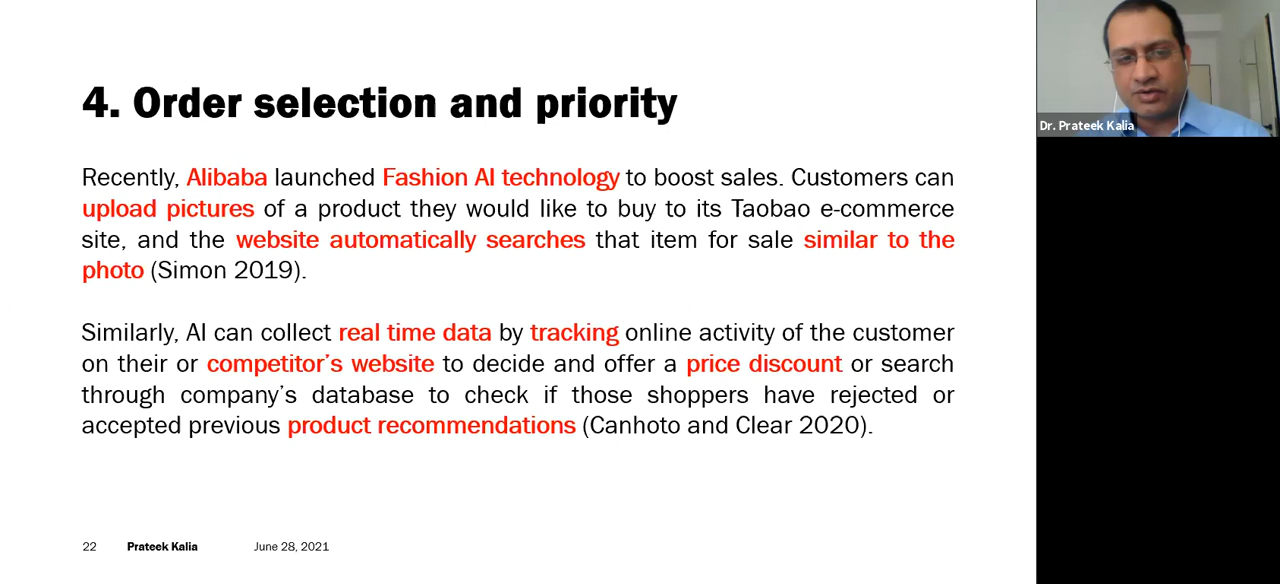 4. Order selection and priority
Recently, Alibaba launched Fashion AI technology to boost sales. Customers can
upload pictures of a product they would like to buy to its Taobao e-commerce
site, and the website automatically searches that item for sale similar to the
photo (Simon 2019).
Similarly, AI can collect real time data by tracking online activity of the customer
on their or competitor’s website to decide and offer a price discount or search
through company’s database to check if those shoppers have rejected or
accepted previous product recommendations (Canhoto and Clear 2020).
22 Prateek Kalia June 28, 2021
Dr. Prateek Kalia